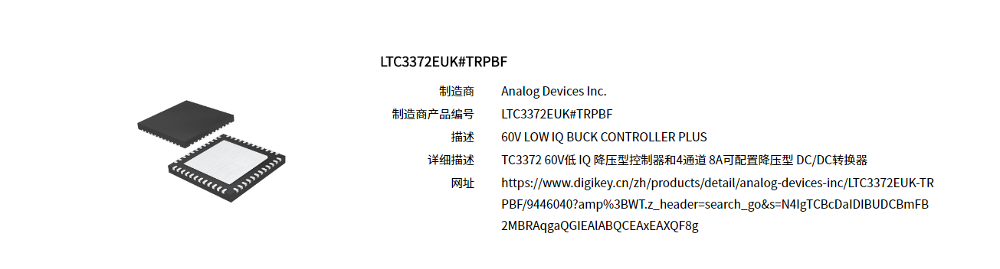 LTC3372EUK#TRPBF
制造商 Analog Devices Inc.
制造商产品编号 LTC3372EUK#TRPBF
描述 60V LOW IQ BUCK CONTROLLER PLUS
详细描述 TC3372 60V低 IQ 降压型控制器和4通道 8A可配置降压型 DC/DC转换器
网址 https://www.digikey.cn/zh/products/detail/analog-devices-inc/LTC3372EUK-TR
PBF/9446040?amp%3BWT.z_header=search_go&s=N4IgTCBcDaIDIBUDCBmFB
2MBRAqgaQGIEAlABQCEAxEAXQF8g